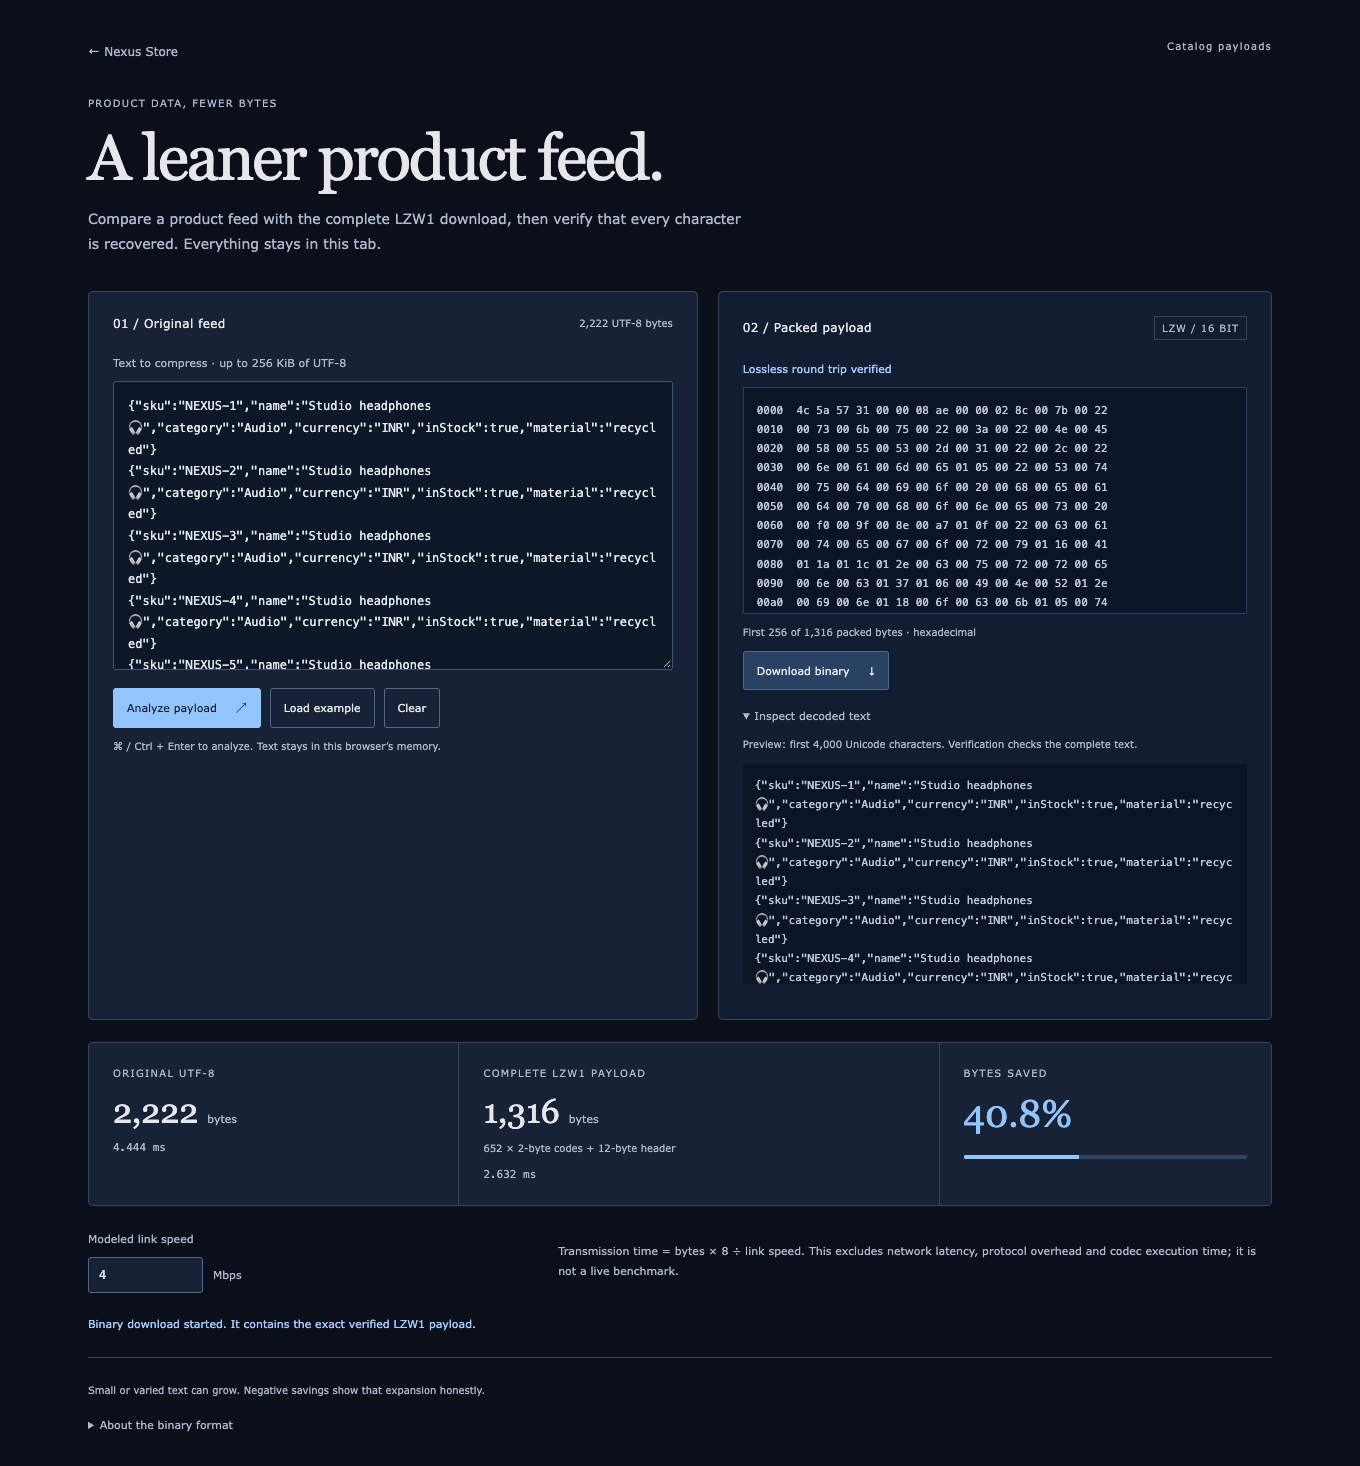 ← Nexus Store
Catalog payloads
PRODUCT DATA, FEWER BYTES
A leaner product feed.
Compare a product feed with the complete LZW1 download, then verify that every character
is recovered. Everything stays in this tab.
01 / Original feed
2,222 UTF-8 bytes
Text to compress · up to 256 KiB of UTF-8
{"sku":"NEXUS-1","name":"Studio headphones
🎧","category":"Audio","currency":"INR","inStock":true,"material":"recycl
ed"}
{"sku":"NEXUS-2","name":"Studio headphones
🎧","category":"Audio","currency":"INR","inStock":true,"material":"recycl
ed"}
{"sku":"NEXUS-3","name":"Studio headphones
🎧","category":"Audio","currency":"INR","inStock":true,"material":"recycl
ed"}
{"sku":"NEXUS-4","name":"Studio headphones
🎧","category":"Audio","currency":"INR","inStock":true,"material":"recycl
ed"}
{"sku":"NEXUS-5","name":"Studio headphones
Analyze payload ↗
Load example
Clear
⌘ / Ctrl + Enter to analyze. Text stays in this browser’s memory.
02 / Packed payload
LZW / 16 BIT
Lossless round trip verified
0000 4c 5a 57 31 00 00 08 ae 00 00 02 8c 00 7b 00 22
0010 00 73 00 6b 00 75 00 22 00 3a 00 22 00 4e 00 45
0020 00 58 00 55 00 53 00 2d 00 31 00 22 00 2c 00 22
0030 00 6e 00 61 00 6d 00 65 01 05 00 22 00 53 00 74
0040 00 75 00 64 00 69 00 6f 00 20 00 68 00 65 00 61
0050 00 64 00 70 00 68 00 6f 00 6e 00 65 00 73 00 20
0060 00 f0 00 9f 00 8e 00 a7 01 0f 00 22 00 63 00 61
0070 00 74 00 65 00 67 00 6f 00 72 00 79 01 16 00 41
0080 01 1a 01 1c 01 2e 00 63 00 75 00 72 00 72 00 65
0090 00 6e 00 63 01 37 01 06 00 49 00 4e 00 52 01 2e
00a0 00 69 00 6e 01 18 00 6f 00 63 00 6b 01 05 00 74
First 256 of 1,316 packed bytes · hexadecimal
Download binary ↓
▼ Inspect decoded text
Preview: first 4,000 Unicode characters. Verification checks the complete text.
{"sku":"NEXUS-1","name":"Studio headphones
🎧","category":"Audio","currency":"INR","inStock":true,"material":"recyc
led"}
{"sku":"NEXUS-2","name":"Studio headphones
🎧","category":"Audio","currency":"INR","inStock":true,"material":"recyc
led"}
{"sku":"NEXUS-3","name":"Studio headphones
🎧","category":"Audio","currency":"INR","inStock":true,"material":"recyc
led"}
{"sku":"NEXUS-4","name":"Studio headphones
🎧","category":"Audio","currency":"INR","inStock":true,"material":"recyc
ORIGINAL UTF-8
2,222 bytes
4.444 ms
COMPLETE LZW1 PAYLOAD
1,316 bytes
652 × 2-byte codes + 12-byte header
2.632 ms
BYTES SAVED
40.8%
Modeled link speed
4 Mbps
Transmission time = bytes × 8 ÷ link speed. This excludes network latency, protocol overhead and codec execution time; it is
not a live benchmark.
Binary download started. It contains the exact verified LZW1 payload.
Small or varied text can grow. Negative savings show that expansion honestly.
▶ About the binary format